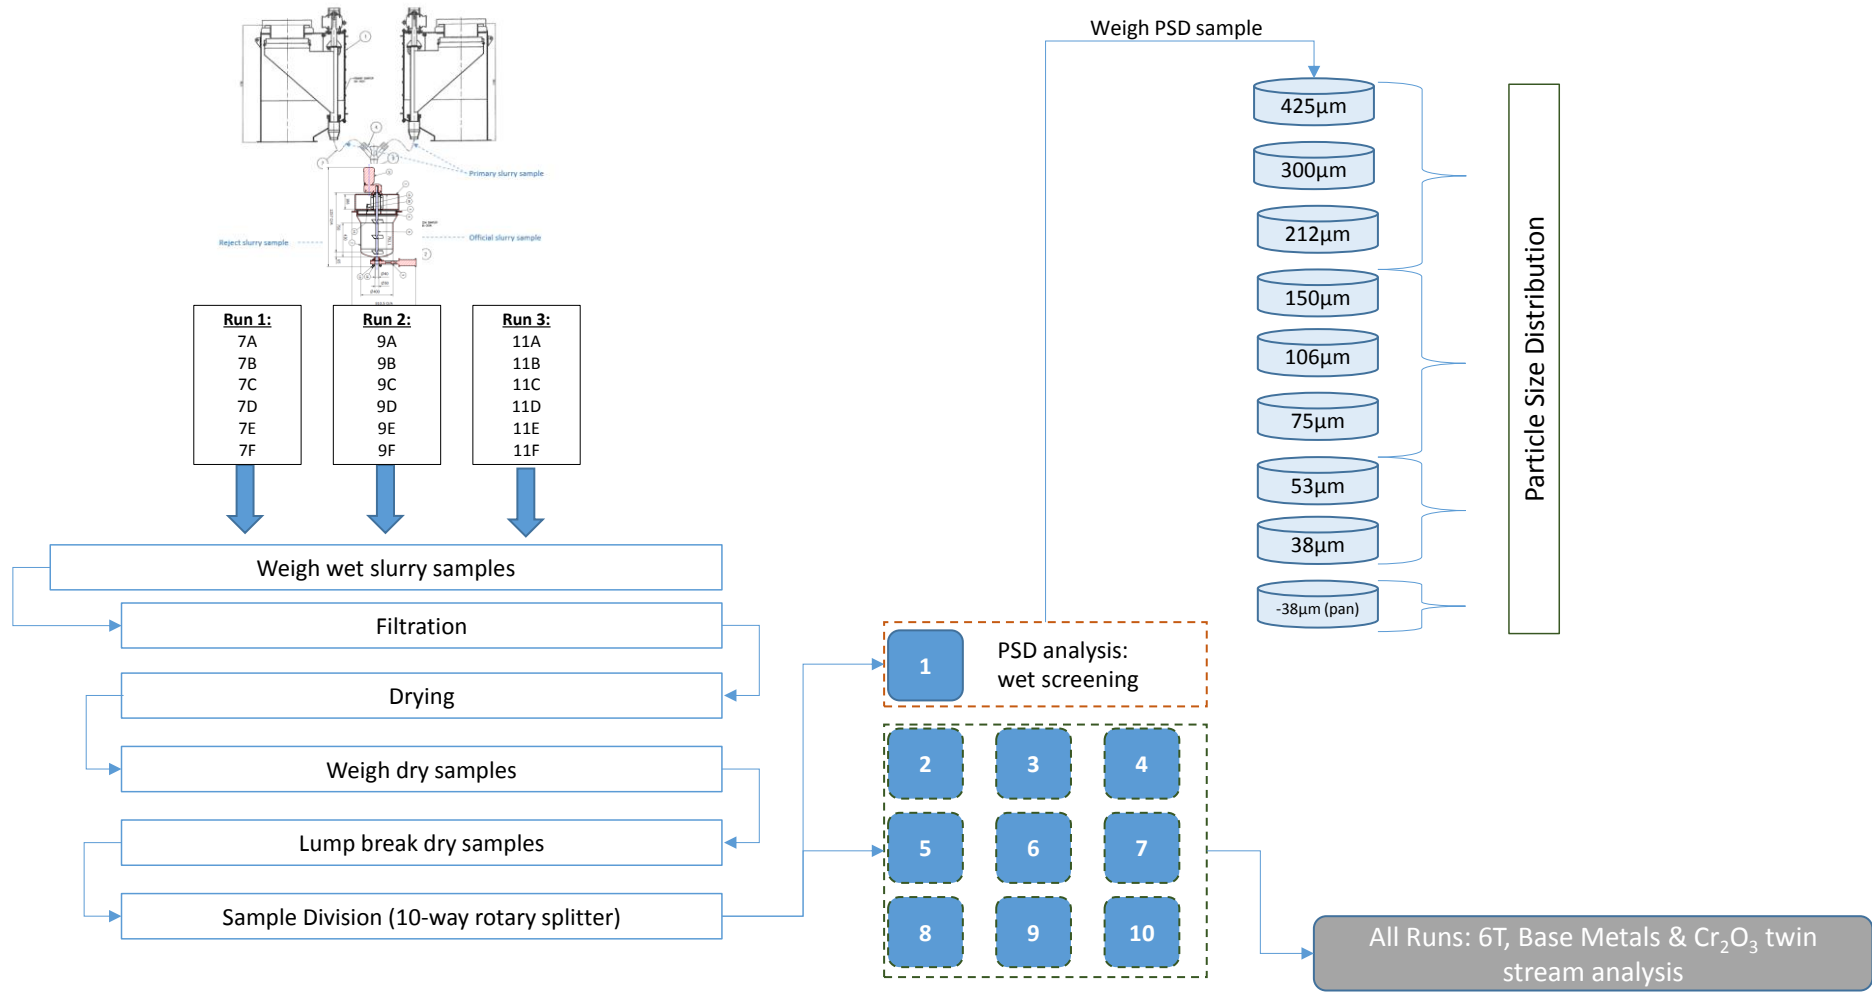 Weigh PSD sample
Primary slurry sample
Reject slurry sample
Official slurry sample
Run 1:
7A
7B
7C
7D
7E
7F
Run 2:
9A
9B
9C
9D
9E
9F
Run 3:
11A
11B
11C
11D
11E
11F
Weigh wet slurry samples
Filtration
Drying
Weigh dry samples
Lump break dry samples
Sample Division (10-way rotary splitter)
1
PSD analysis:
wet screening
2
3
4
5
6
7
8
9
10
425µm
300µm
212µm
150µm
106µm
75µm
53µm
38µm
-38µm (pan)
Particle Size Distribution
All Runs: 6T, Base Metals & Cr₂O₃ twin
stream analysis